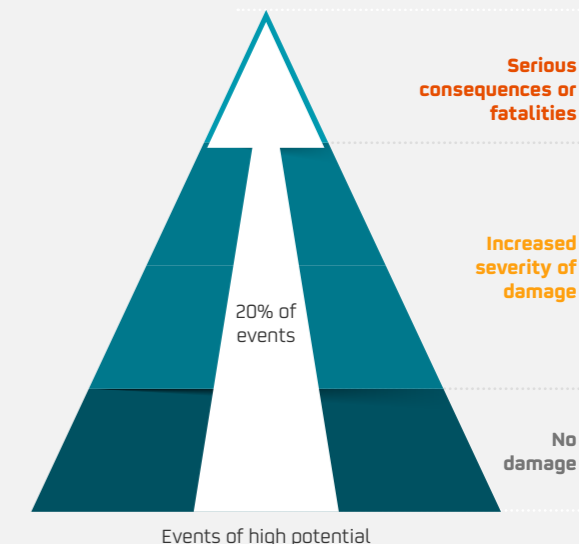 Serious
consequences or
fatalities
Increased
severity of
damage
20% of
events
No
damage
Events of high potential